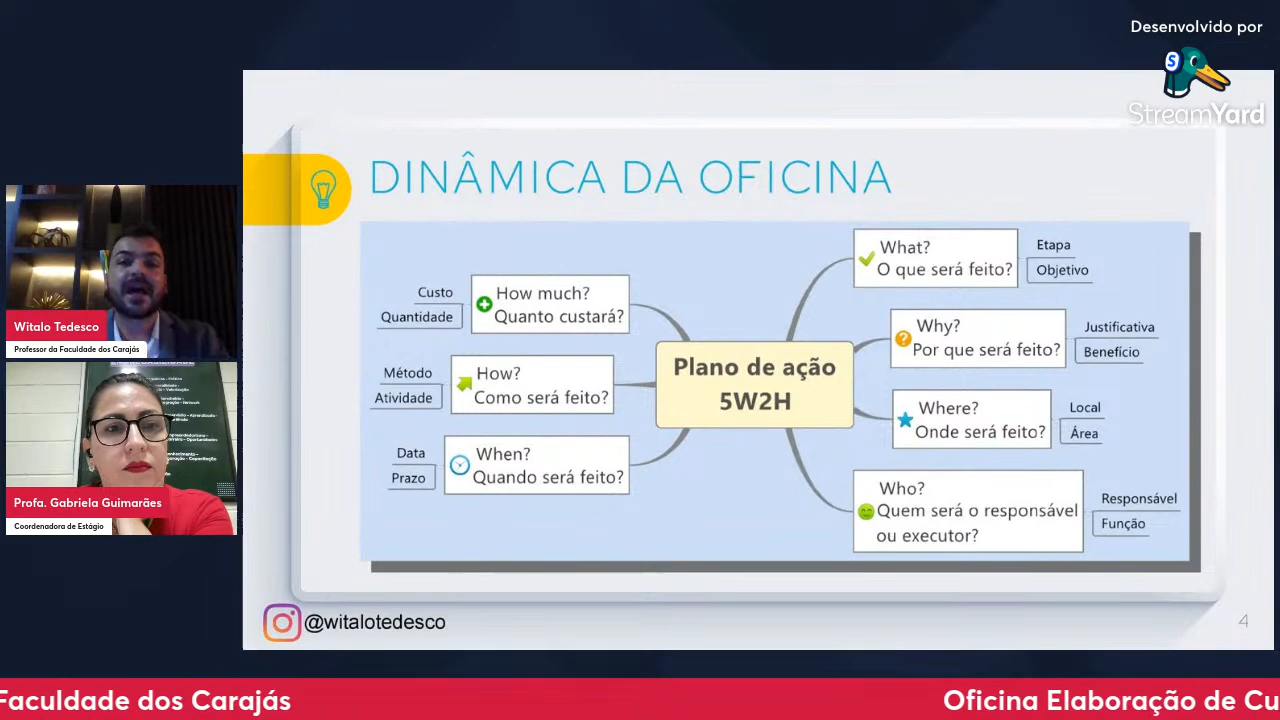 Desenvolvido por
StreamYard
DINÂMICA DA OFICINA
What?
O que será feito?
Etapa
Objetivo
Why?
Por que será feito?
Justificativa
Benefício
Where?
Onde será feito?
Local
Área
Who?
Quem será o responsável
ou executor?
Responsável
Função
Plano de ação
5W2H
How much?
Quanto custará?
Custo
Quantidade
How?
Como será feito?
Método
Atividade
When?
Quando será feito?
Data
Prazo
@witalotedesco
4
Witalo Tedesco
Professor da Faculdade dos Carajás
Profa. Gabriela Guimarães
Coordenadora de Estágio
Faculdade dos Carajás
Oficina Elaboração de Cu